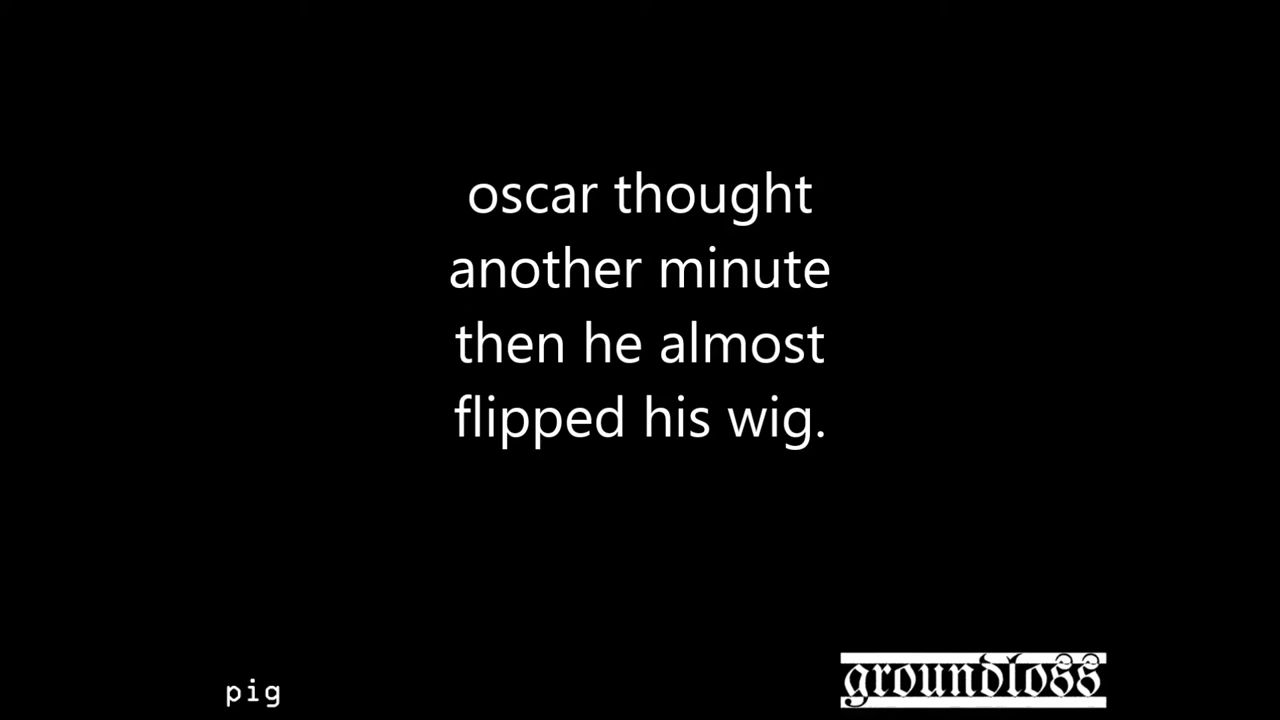 oscar thought
another minute
then he almost
flipped his wig.
pig
groundloss